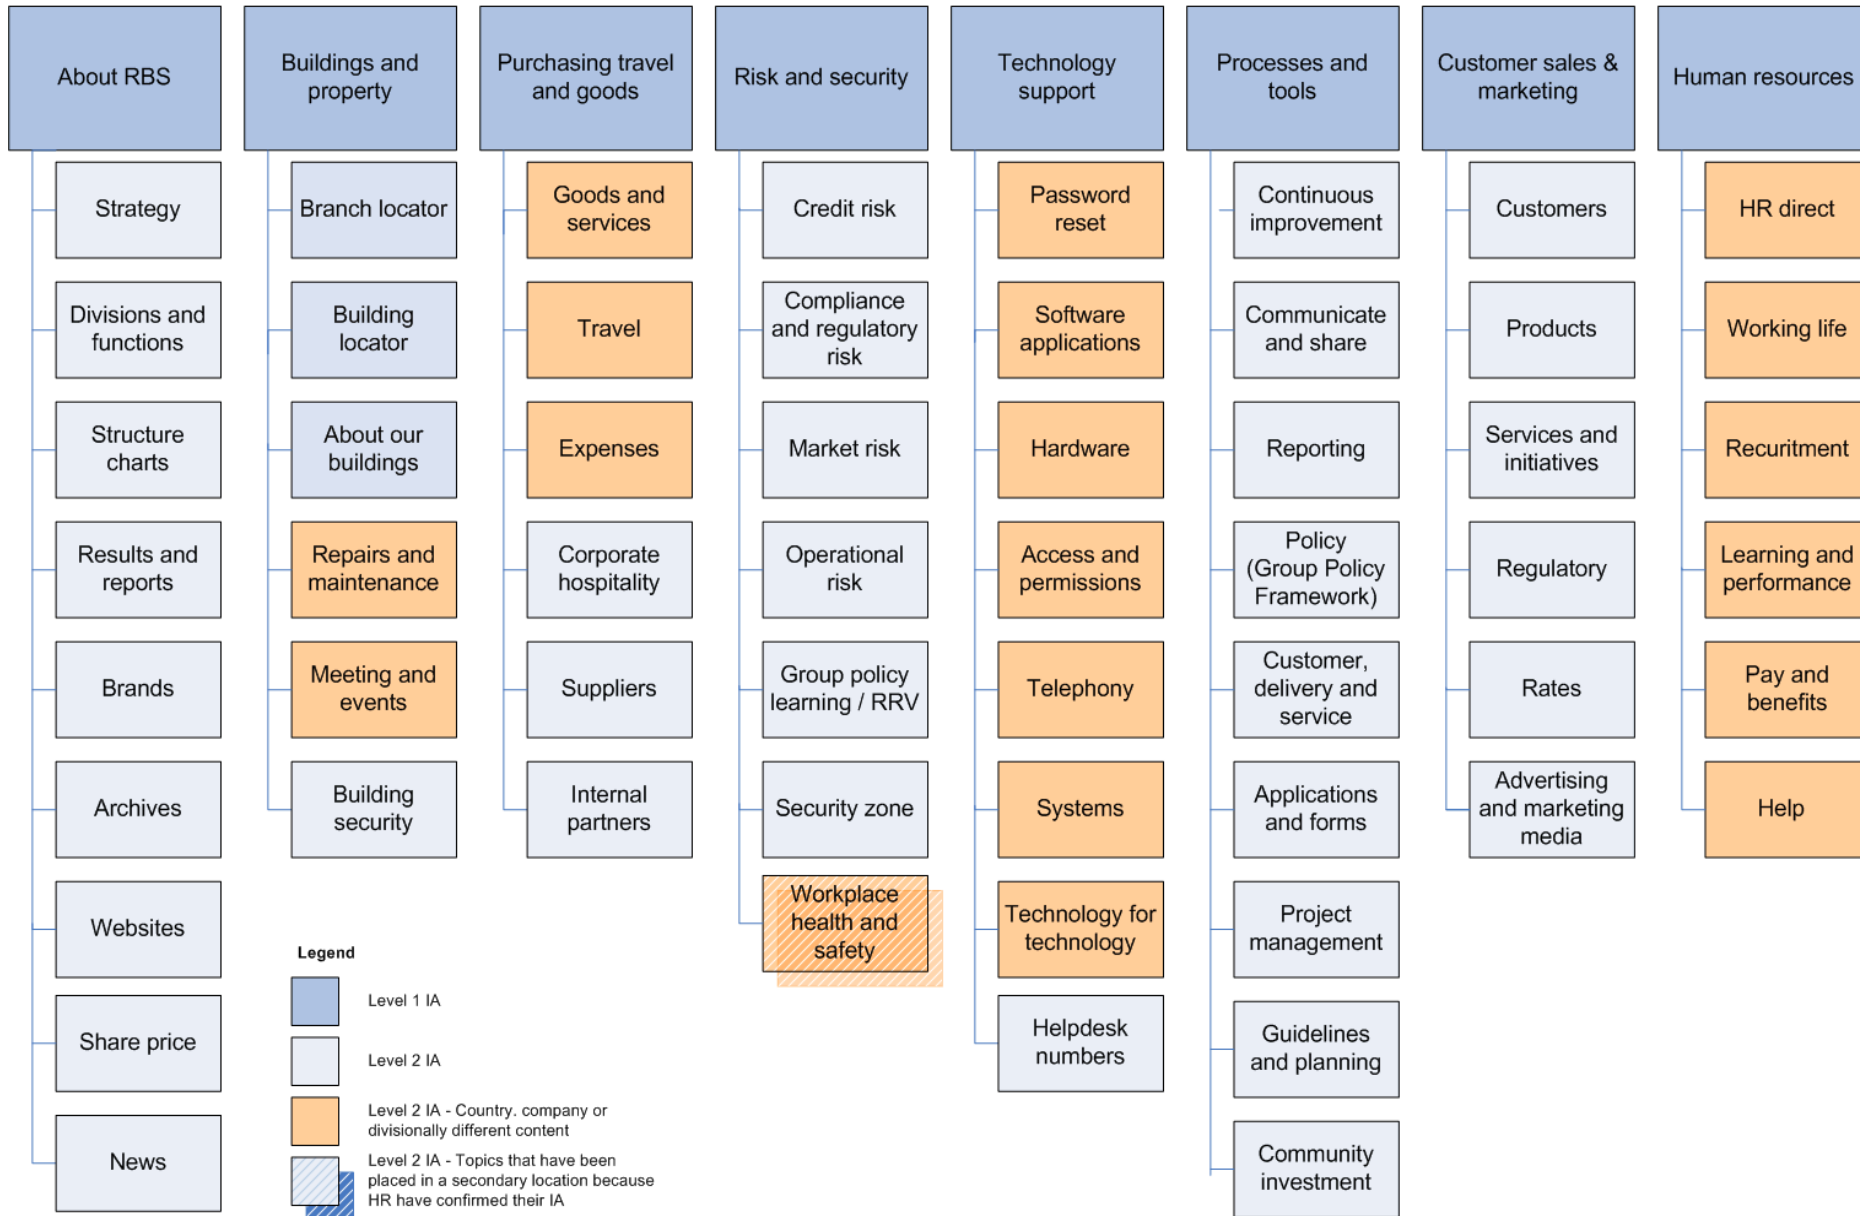 About RBS
Strategy
Divisions and
functions
Structure
charts
Results and
reports
Brands
Archives
Websites
Share price
News
Buildings and
property
Branch locator
Building
locator
About our
buildings
Repairs and
maintenance
Meeting and
events
Building
security
Purchasing travel
and goods
Goods and
services
Travel
Expenses
Corporate
hospitality
Suppliers
Internal
partners
Risk and security
Credit risk
Compliance
and regulatory
risk
Market risk
Operational
risk
Group policy
learning / RRV
Security zone
Workplace
health and
safety
Technology
support
Password
reset
Software
applications
Hardware
Access and
permissions
Telephony
Systems
Technology for
technology
Helpdesk
numbers
Processes and
tools
Continuous
improvement
Communicate
and share
Reporting
Policy
(Group Policy
Framework)
Customer,
delivery and
service
Applications
and forms
Project
management
Guidelines
and planning
Community
investment
Customer sales &
marketing
Customers
Products
Services and
initiatives
Regulatory
Rates
Advertising
and marketing
media
Human resources
HR direct
Working life
Recuritment
Learning and
performance
Pay and
benefits
Help
Legend
Level 1 IA
Level 2 IA
Level 2 IA - Country. company or
divisionally different content
Level 2 IA - Topics that have been
placed in a secondary location because
HR have confirmed their IA